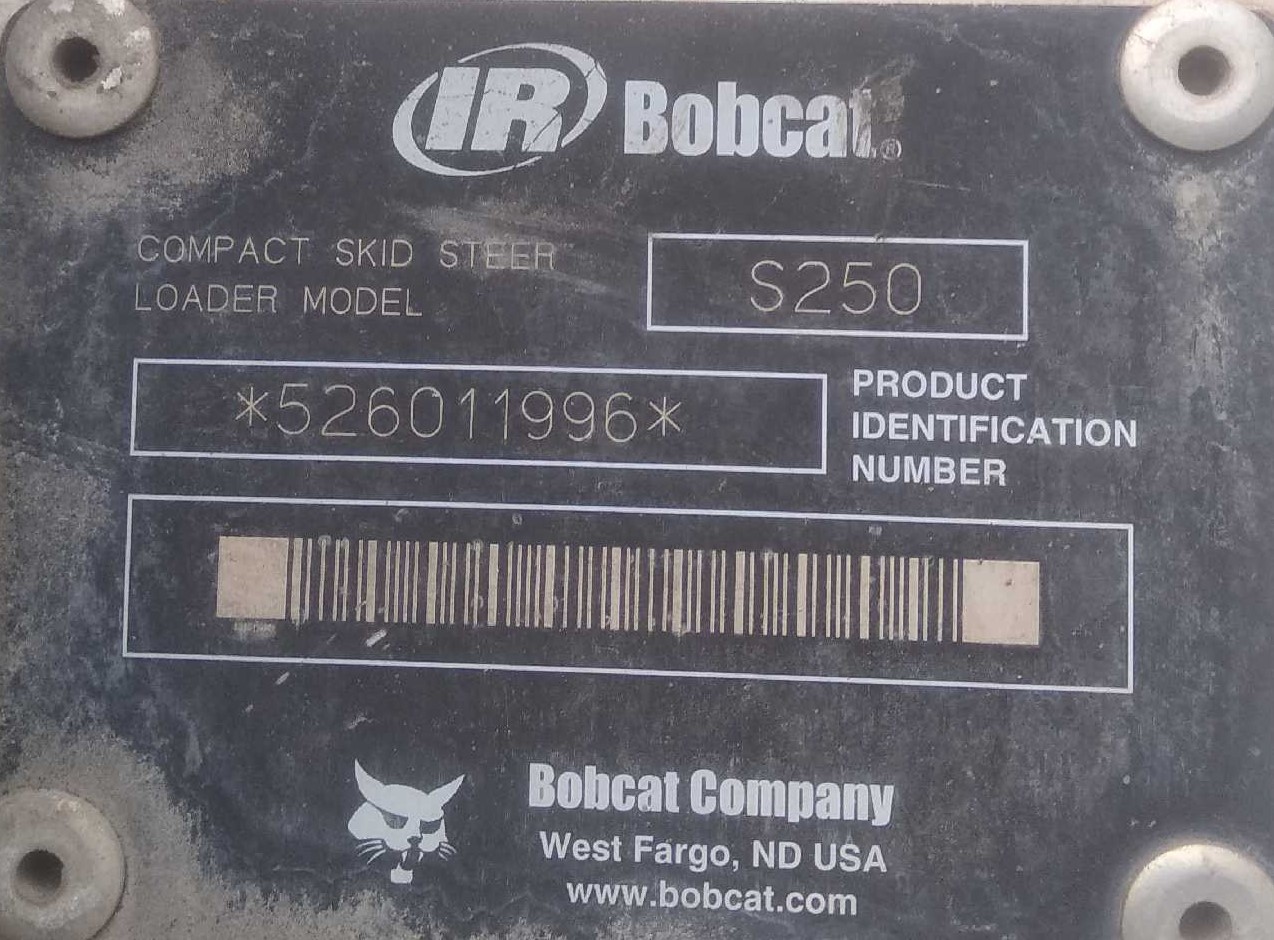 IR Bobcat®
COMPACT SKID STEER
LOADER MODEL
S250
*526011996*
PRODUCT
IDENTIFICATION
NUMBER
Bobcat Company
West Fargo, ND USA
www.bobcat.com